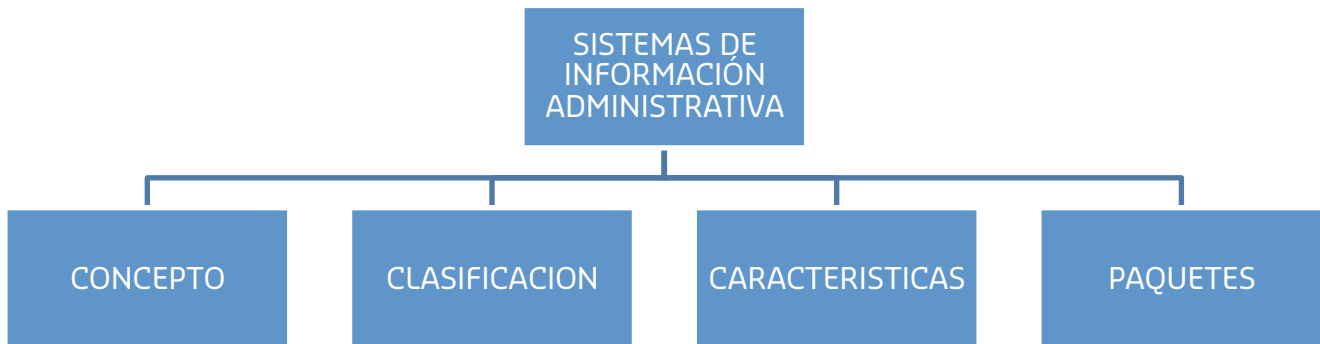 SISTEMAS DE
INFORMACIÓN
ADMINISTRATIVA
CONCEPTO
CLASIFICACION
CARACTERISTICAS
PAQUETES